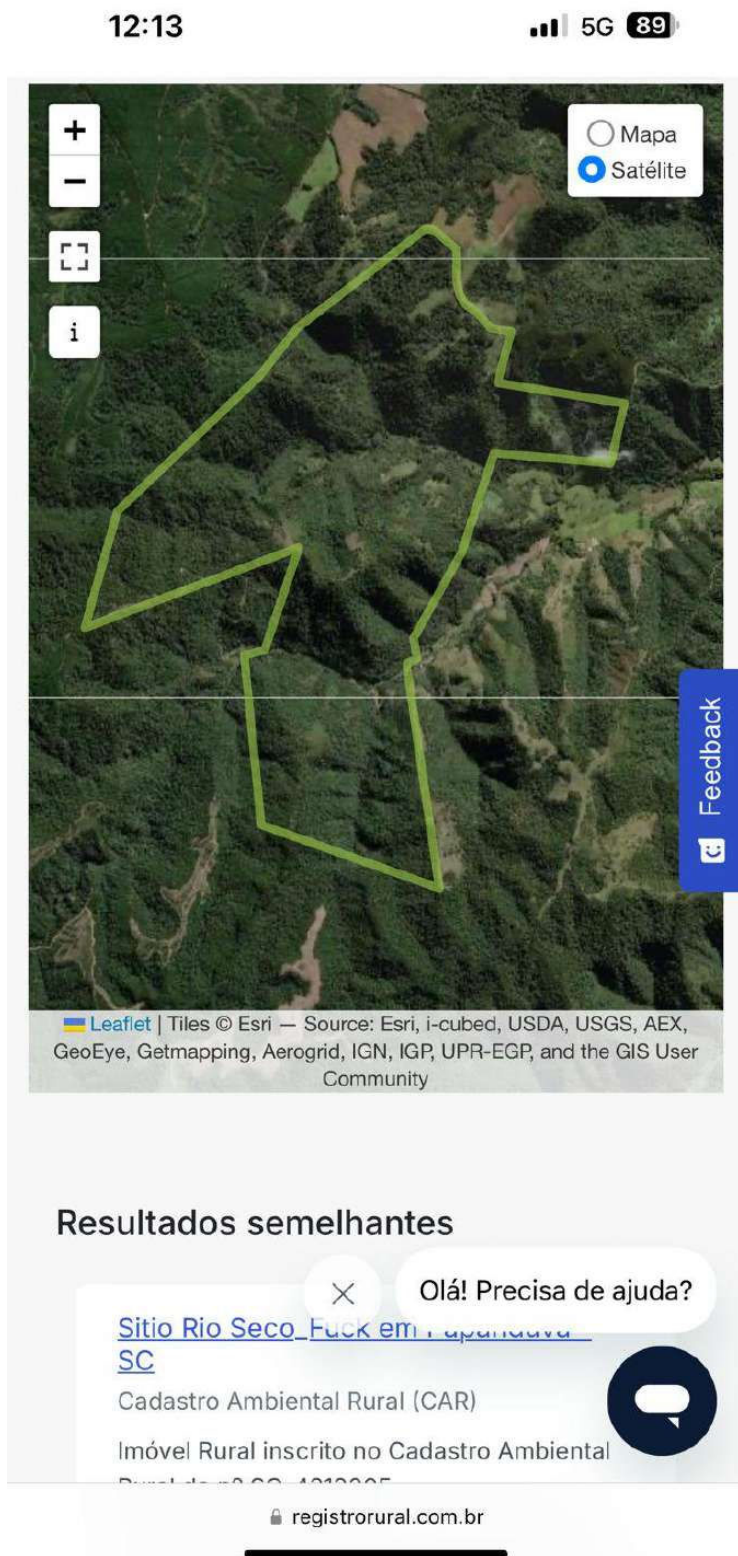 12:13
5G 89
+
−
i
Mapa
Satélite
Feedback
Leaflet | Tiles © Esri — Source: Esri, i-cubed, USDA, USGS, AEX,
GeoEye, Getmapping, Aerogrid, IGN, IGP, UPR-EGP, and the GIS User
Community
Resultados semelhantes
Olá! Precisa de ajuda?
Sitio Rio Seco_Fuck em
SC
Cadastro Ambiental Rural (CAR)
Imóvel Rural inscrito no Cadastro Ambiental
registrorural.com.br